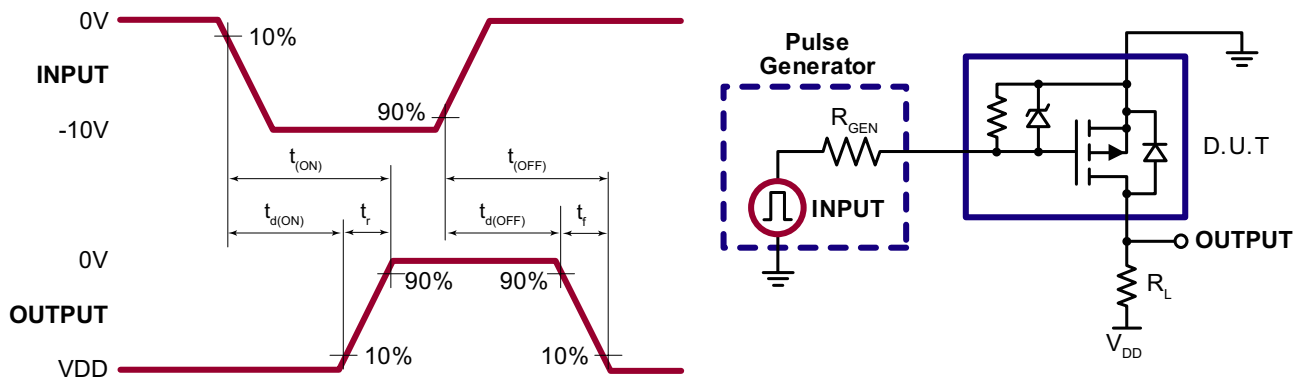 0V
10%
INPUT
90%
-10V
t(ON)
t(OFF)
td(ON)
tr
td(OFF)
tf
0V
90%
90%
OUTPUT
10%
10%
VDD
Pulse
Generator
RGEN
INPUT
D.U.T
OUTPUT
RL
VDD